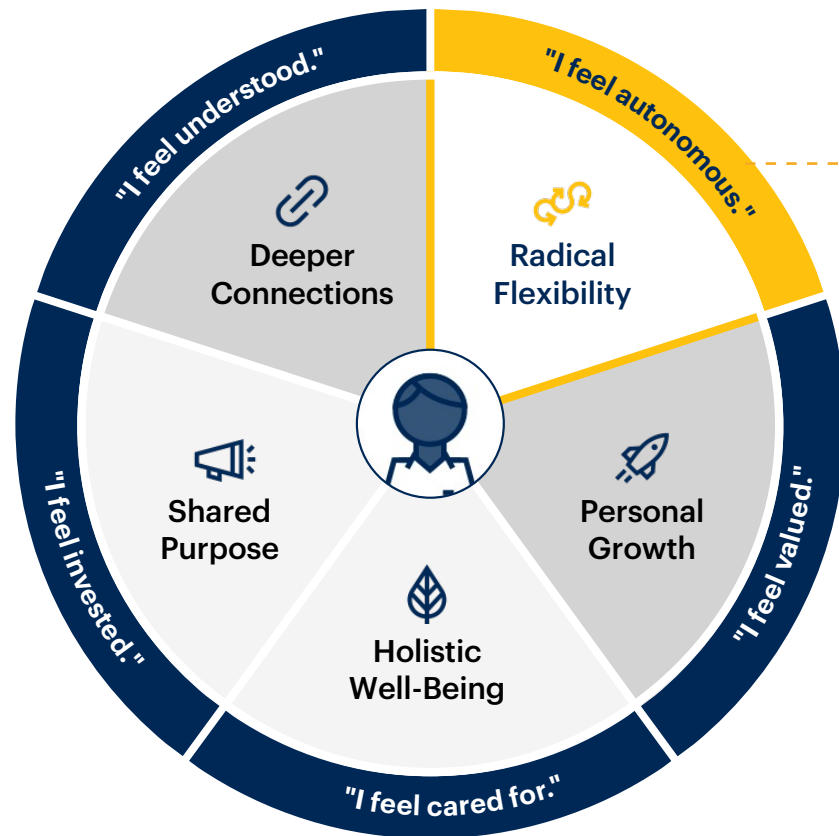 "I feel understood."
"I feel autonomous."
Deeper
Connections
Radical
Flexibility
Shared
Purpose
Personal
Growth
Holistic
Well-Being
"I feel invested."
"I feel valued."
"I feel cared for."